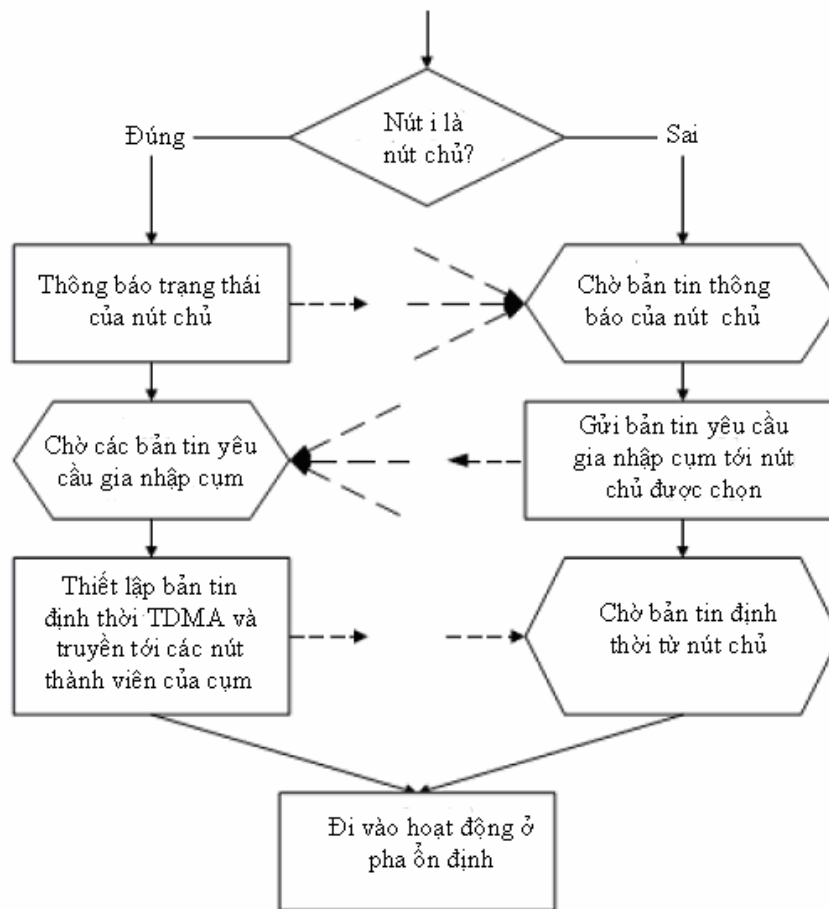 Nút i là
nút chủ?
Đúng
Sai
Thông báo trạng thái
của nút chủ
Chờ bản tin thông
báo của nút chủ
Chờ các bản tin yêu
cầu gia nhập cụm
Gửi bản tin yêu cầu
gia nhập cụm tới nút
chủ được chọn
Thiết lập bản tin
định thời TDMA và
truyền tới các nút
thành viên của cụm
Chờ bản tin định
thời từ nút chủ
Đi vào hoạt động ở
pha ổn định